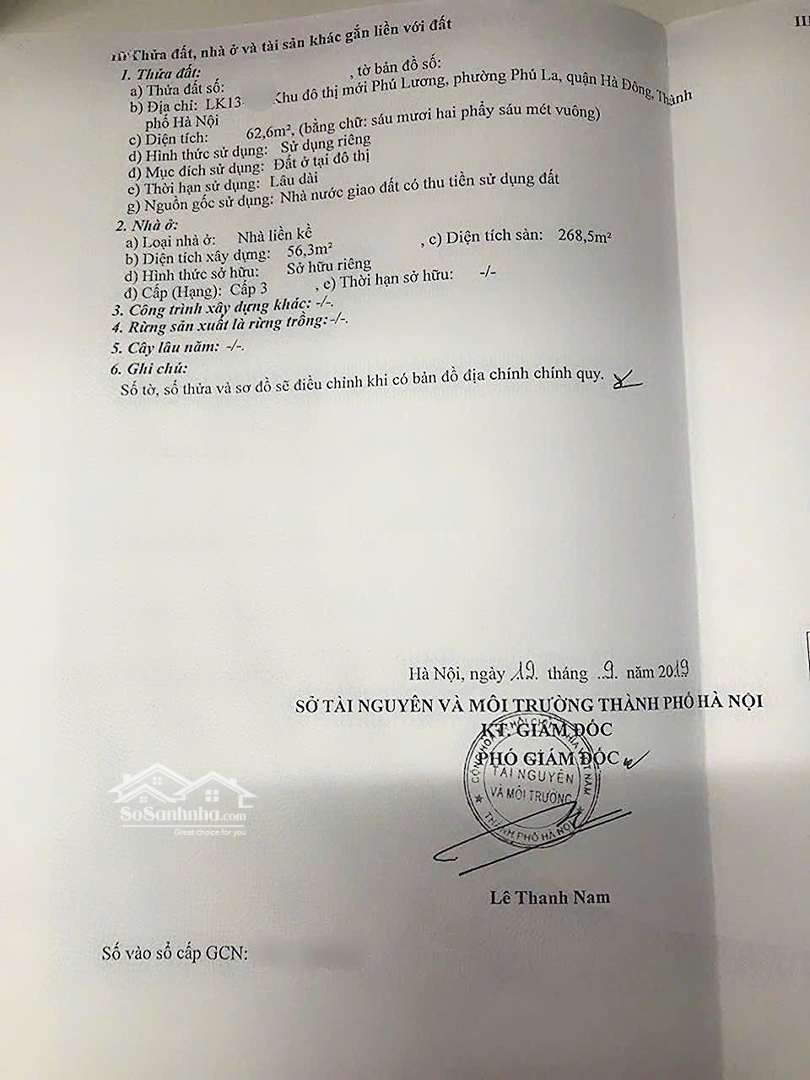 Thửa đất, nhà ở và tài sản khác gắn liền với đất
III
1. Thửa đất:
a) Thửa đất số: , tờ bản đồ số:
b) Địa chỉ: LK13 Khu đô thị mới Phú Lương, phường Phú La, quận Hà Đông, Thành
phố Hà Nội
c) Diện tích: 62,6m², (bằng chữ: sáu mươi hai phẩy sáu mét vuông)
d) Hình thức sử dụng: Sử dụng riêng
đ) Mục đích sử dụng: Đất ở tại đô thị
e) Thời hạn sử dụng: Lâu dài
g) Nguồn gốc sử dụng: Nhà nước giao đất có thu tiền sử dụng đất
2. Nhà ở:
a) Loại nhà ở: Nhà liền kề
b) Diện tích xây dựng: 56,3m² , c) Diện tích sàn: 268,5m²
d) Hình thức sở hữu: Sở hữu riêng
đ) Cấp (Hạng): Cấp 3 , e) Thời hạn sở hữu: -/-
3. Công trình xây dựng khác: -/-.
4. Rừng sản xuất là rừng trồng: -/-.
5. Cây lâu năm: -/-.
6. Ghi chú:
Số tờ, số thửa và sơ đồ sẽ điều chỉnh khi có bản đồ địa chính chính quy.
Hà Nội, ngày 19 tháng 9 năm 2019
SỞ TÀI NGUYÊN VÀ MÔI TRƯỜNG THÀNH PHỐ HÀ NỘI
KT. GIÁM ĐỐC
PHÓ GIÁM ĐỐC
TÀI NGUYÊN
VÀ MÔI TRƯỜNG
THÀNH PHỐ HÀ NỘI
SoSanhnha.com
Great choice for you
Lê Thanh Nam
Số vào sổ cấp GCN: